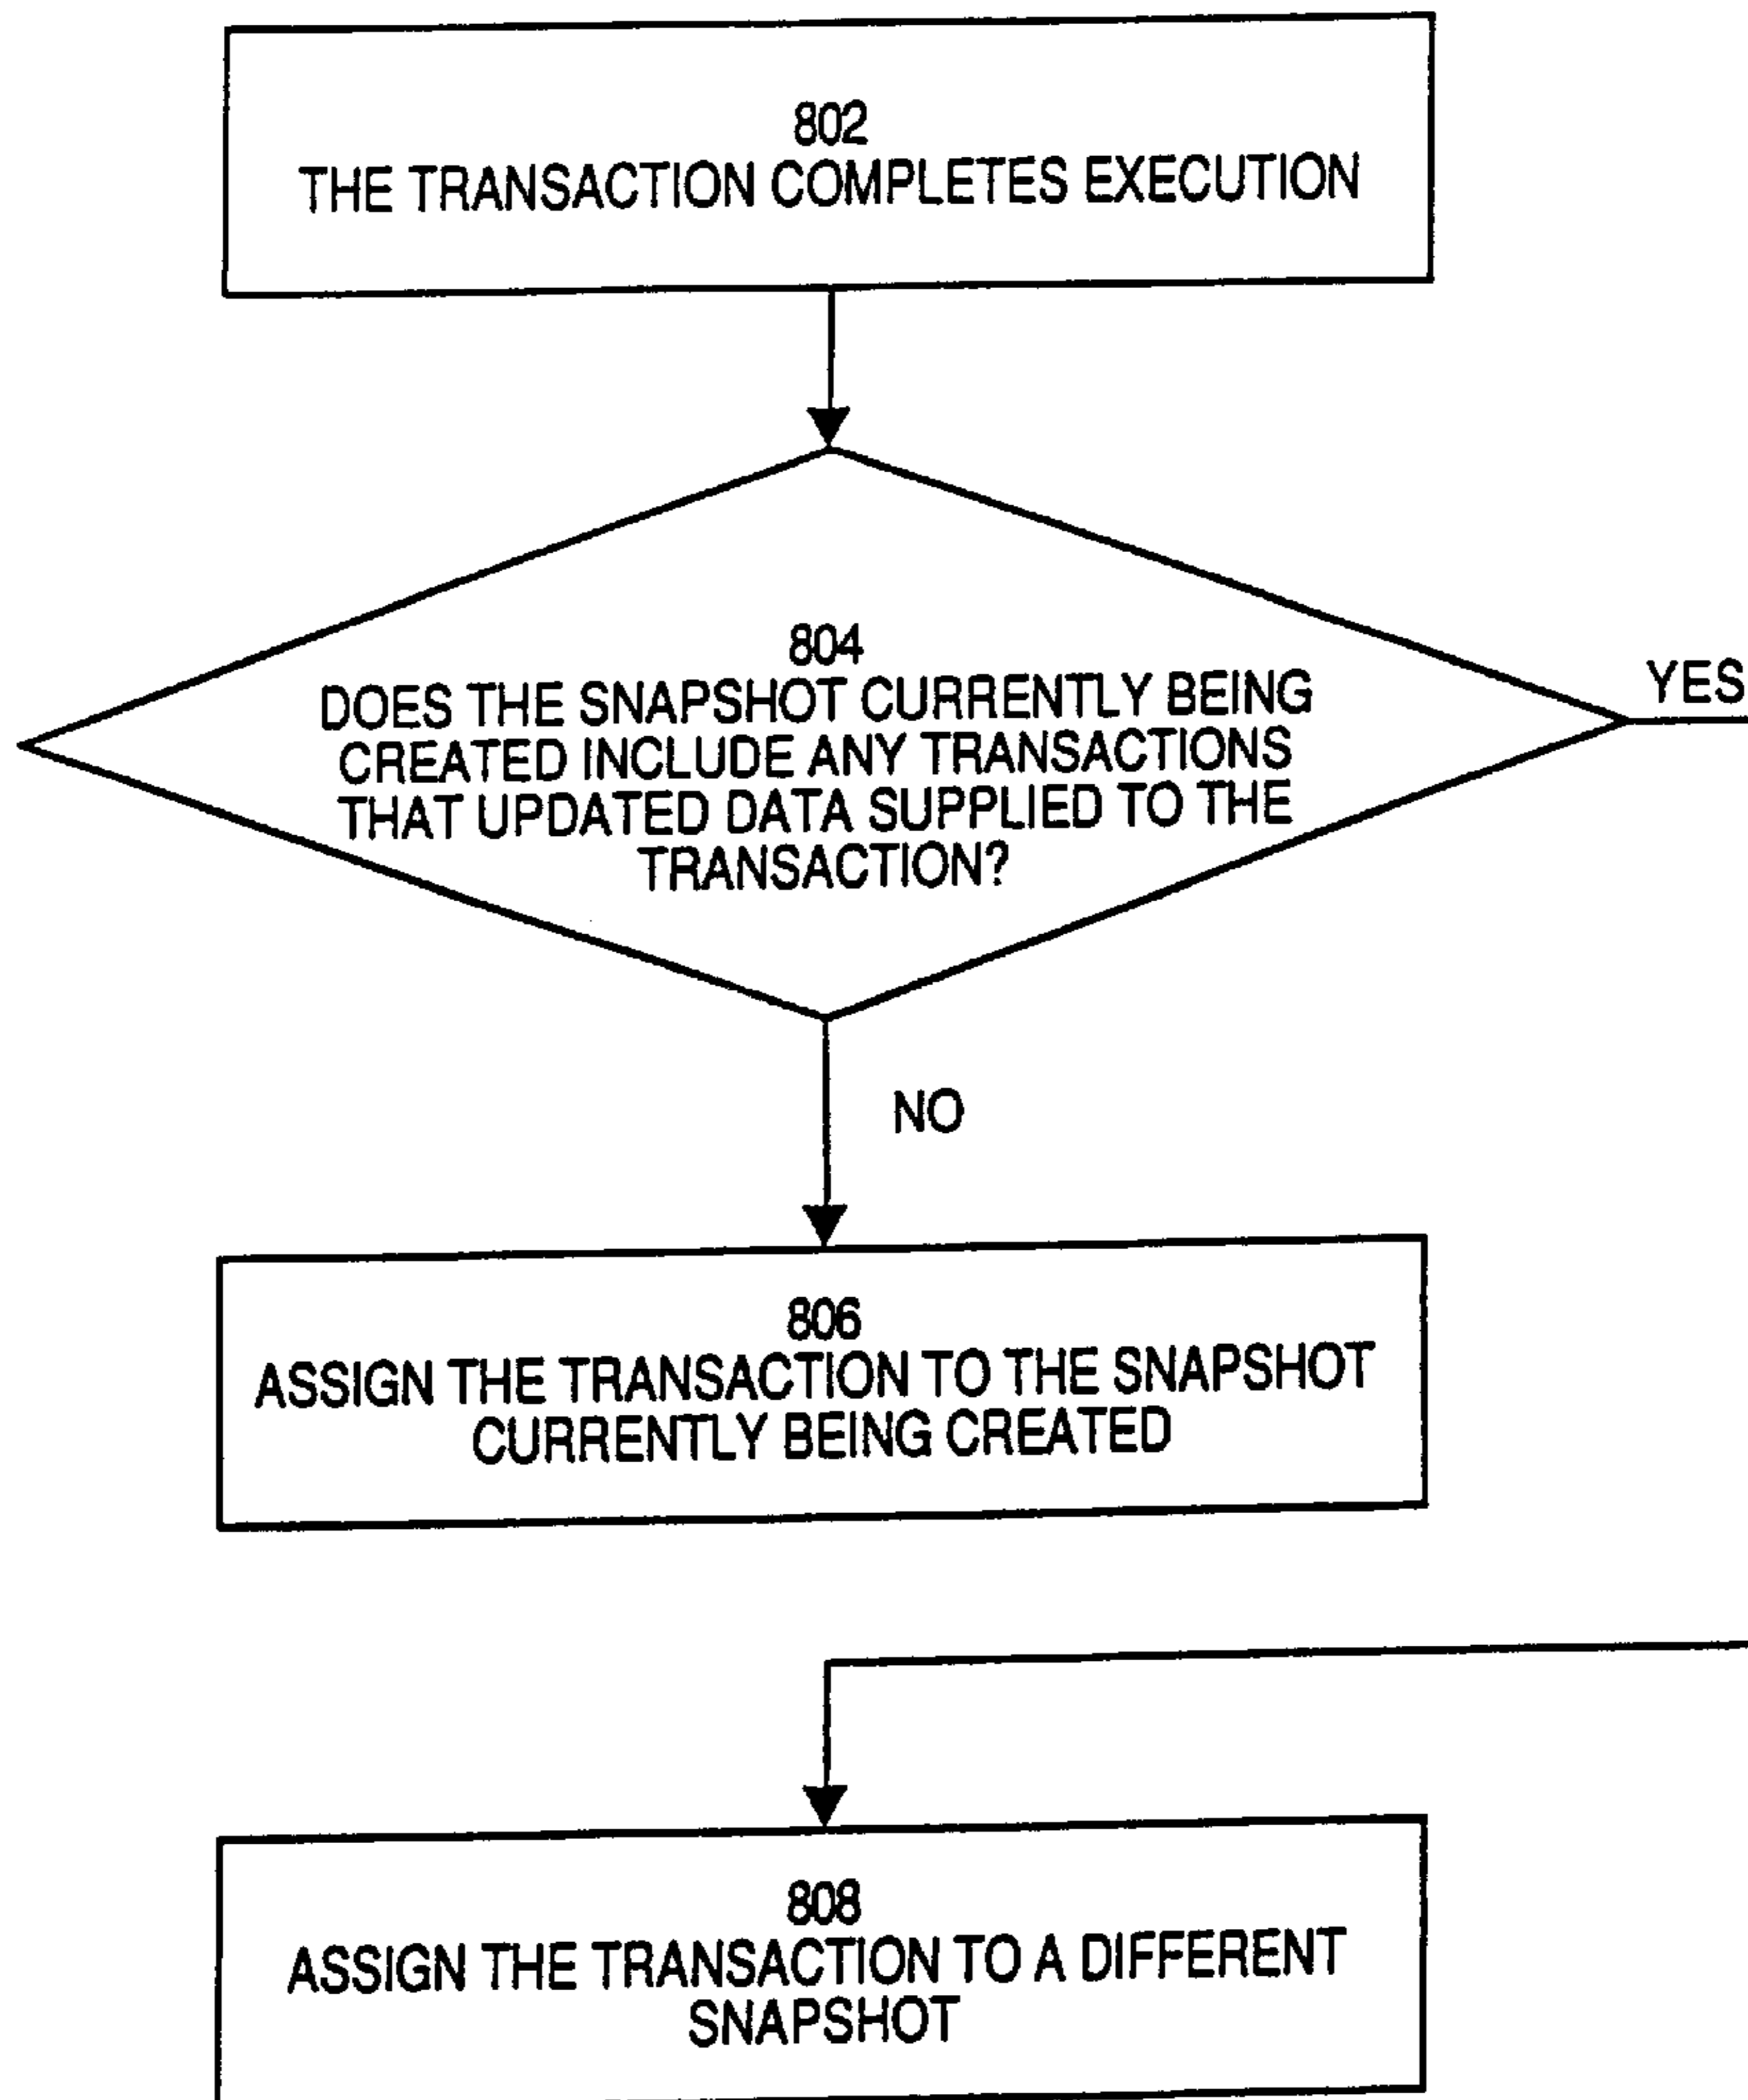 802
THE TRANSACTION COMPLETES EXECUTION
804
DOES THE SNAPSHOT CURRENTLY BEING
CREATED INCLUDE ANY TRANSACTIONS
THAT UPDATED DATA SUPPLIED TO THE
TRANSACTION?
YES
NO
806
ASSIGN THE TRANSACTION TO THE SNAPSHOT
CURRENTLY BEING CREATED
808
ASSIGN THE TRANSACTION TO A DIFFERENT
SNAPSHOT